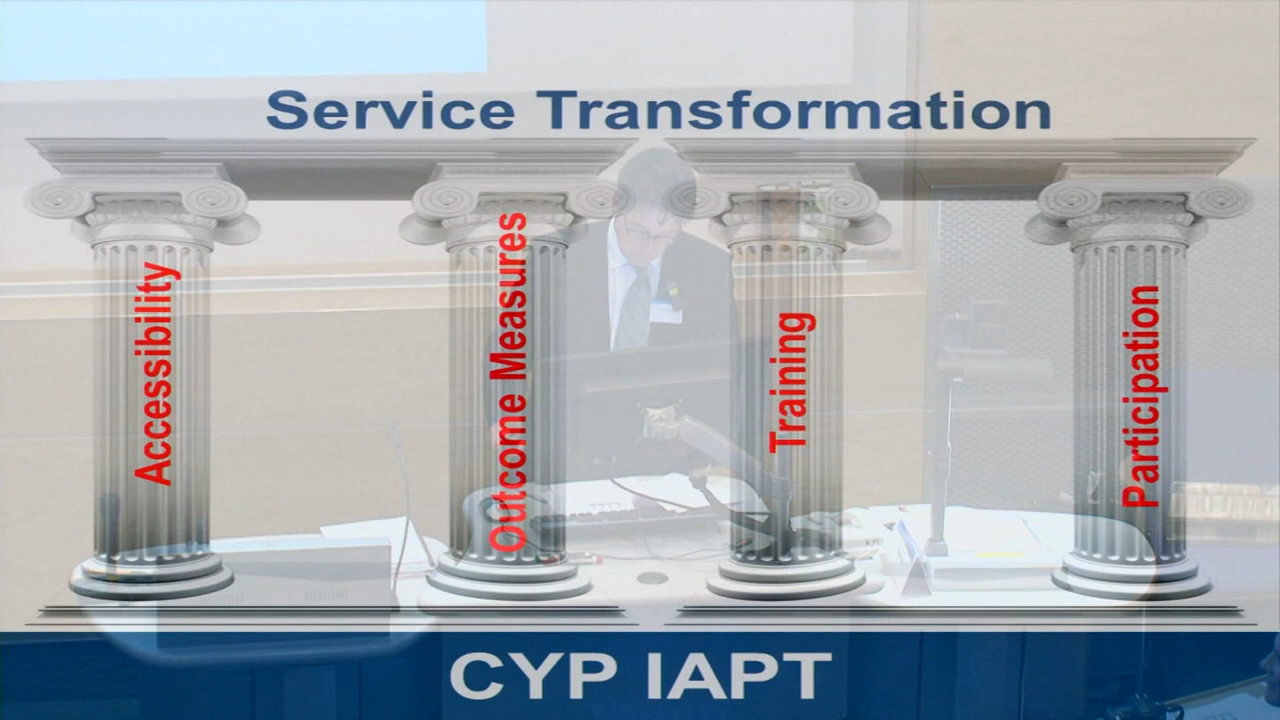 Service Transformation
Accessibility
Outcome Measures
Training
Participation
CYP IAPT